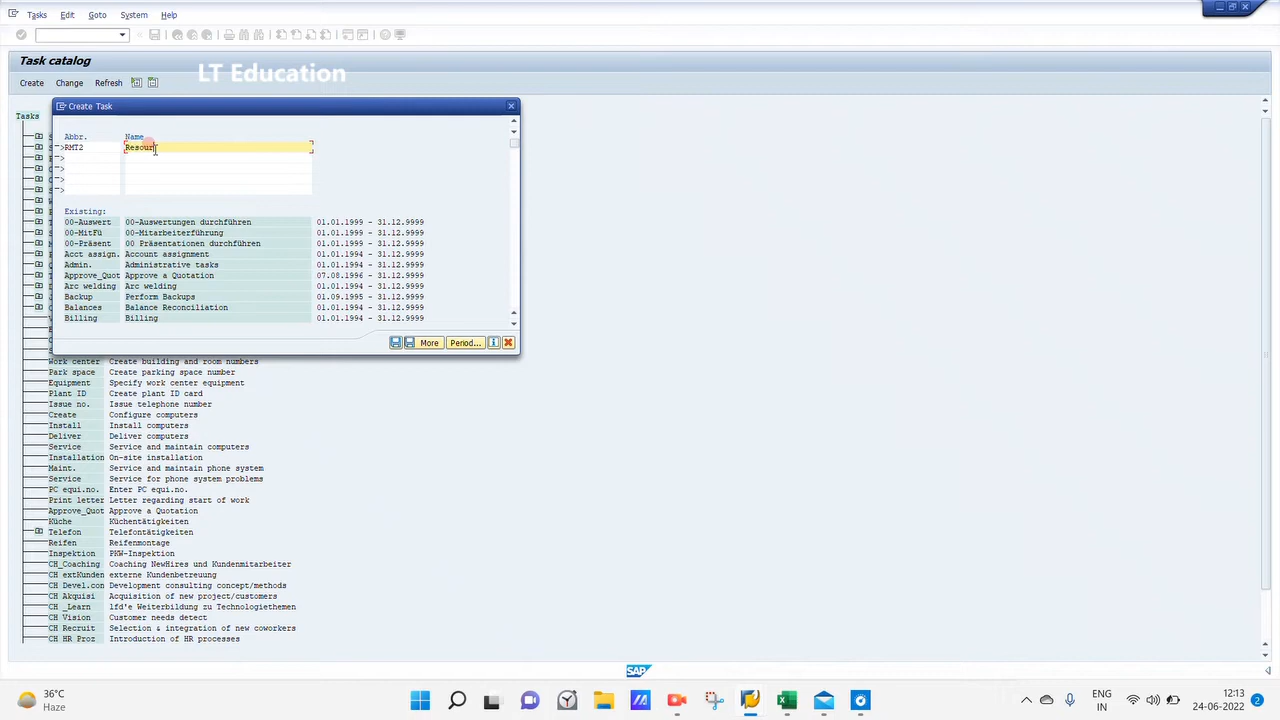 Tasks Edit Goto System Help
Task catalog
LT Education
Create Change Refresh
Tasks
Create Task
Abbr. Name
RMT2 Resour
Existing:
00-Auswert 00-Auswertungen durchführen 01.01.1999 - 31.12.9999
00-MitFü 00-Mitarbeiterführung 01.01.1999 - 31.12.9999
00-Präsent 00 Präsentationen durchführen 01.01.1999 - 31.12.9999
Acct assign. Account assignment 01.01.1994 - 31.12.9999
Admin. Administrative tasks 01.01.1994 - 31.12.9999
Approve_Quot Approve a Quotation 07.08.1996 - 31.12.9999
Arc welding Arc welding 01.01.1994 - 31.12.9999
Backup Perform Backups 01.09.1995 - 31.12.9999
Balances Balance Reconciliation 01.01.1994 - 31.12.9999
Billing Billing 01.01.1994 - 31.12.9999
More Period...
Work center Create building and room numbers
Park space Create parking space number
Equipment Specify work center equipment
Plant ID Create plant ID card
Issue no. Issue telephone number
Create Configure computers
Install Install computers
Deliver Deliver computers
Service Service and maintain computers
Installation On-site installation
Maint. Service and maintain phone system
Service Service for phone system problems
PC equi.no. Enter PC equi.no.
Print letter Letter regarding start of work
Approve_Quot Approve a Quotation
Küche Küchentätigkeiten
Telefon Telefontätigkeiten
Reifen Reifenmontage
Inspektion PKW-Inspektion
CH_Coaching Coaching NewHires und Kundenmitarbeiter
CH extKunden externe Kundenbetreuung
CH Devel.con Development consulting concept/methods
CH Akquisi Acquisition of new project/customers
CH _Learn lfd'e Weiterbildung zu Technologiethemen
CH Vision Customer needs detect
CH Recruit Selection & integration of new coworkers
CH HR Proz Introduction of HR processes
SAP
36°C
Haze
ENG
IN
12:13
24-06-2022
2